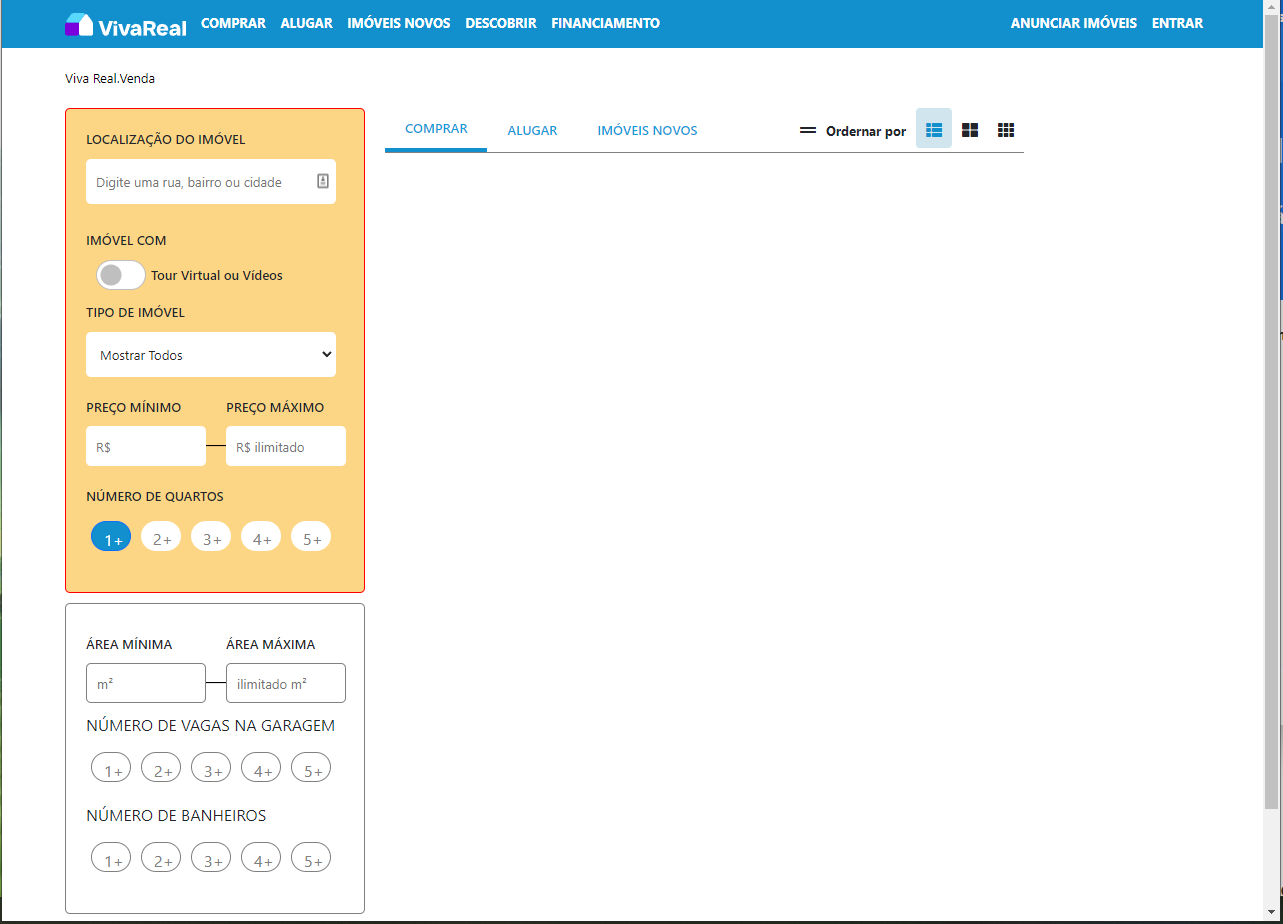 VivaReal COMPRAR ALUGAR IMÓVEIS NOVOS DESCOBRIR FINANCIAMENTO ANUNCIAR IMÓVEIS ENTRAR
Viva Real.Venda
LOCALIZAÇÃO DO IMÓVEL
Digite uma rua, bairro ou cidade
IMÓVEL COM
Tour Virtual ou Vídeos
TIPO DE IMÓVEL
Mostrar Todos
PREÇO MÍNIMO PREÇO MÁXIMO
R$ R$ ilimitado
NÚMERO DE QUARTOS
1+ 2+ 3+ 4+ 5+
ÁREA MÍNIMA ÁREA MÁXIMA
m² ilimitado m²
NÚMERO DE VAGAS NA GARAGEM
1+ 2+ 3+ 4+ 5+
NÚMERO DE BANHEIROS
1+ 2+ 3+ 4+ 5+
COMPRAR ALUGAR IMÓVEIS NOVOS Ordernar por